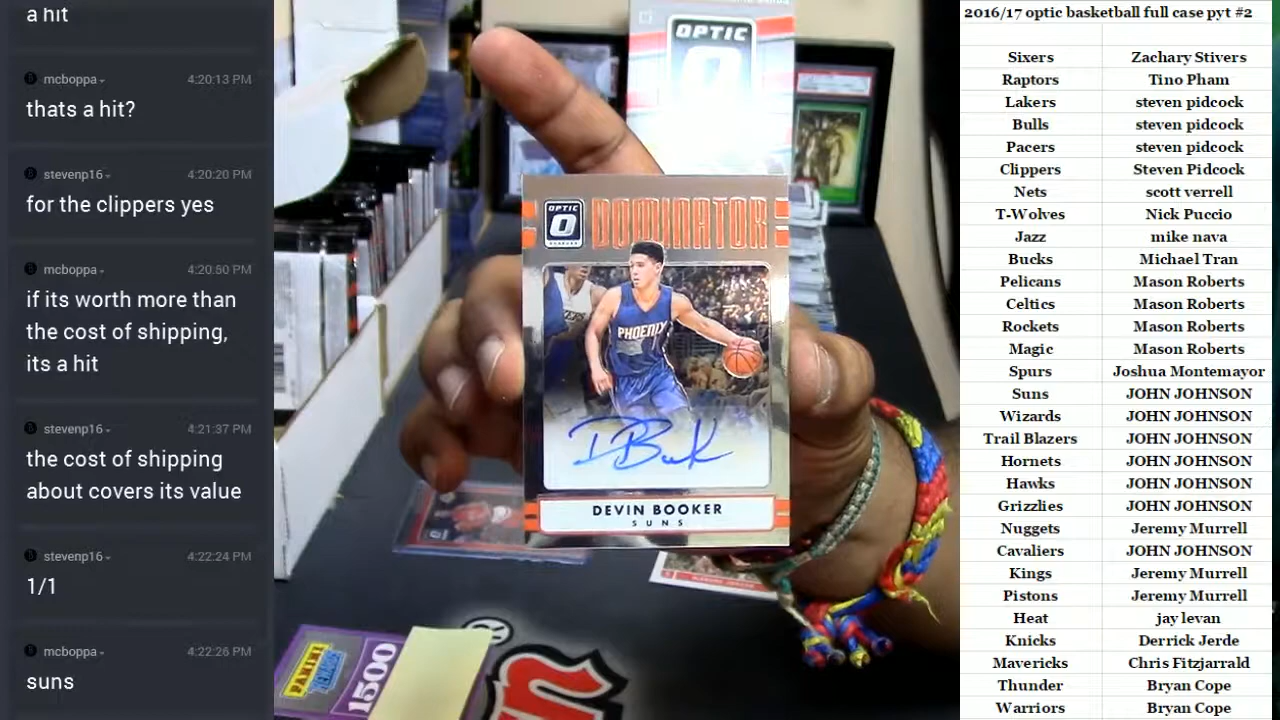 a hit
mcboppa 4:20:13 PM
thats a hit?
stevenp16 4:20:20 PM
for the clippers yes
mcboppa 4:20:50 PM
if its worth more than
the cost of shipping,
its a hit
stevenp16 4:21:37 PM
the cost of shipping
about covers its value
stevenp16 4:22:24 PM
1/1
mcboppa 4:22:26 PM
suns
OPTIC
OPTIC
DOMINATOR
PHOENIX
1
DEVIN BOOKER
SUNS
PANINI
1500
2016/17 optic basketball full case pyt #2
Sixers Zachary Stivers
Raptors Tino Pham
Lakers steven pidcock
Bulls steven pidcock
Pacers steven pidcock
Clippers Steven Pidcock
Nets scott verrell
T-Wolves Nick Puccio
Jazz mike nava
Bucks Michael Tran
Pelicans Mason Roberts
Celtics Mason Roberts
Rockets Mason Roberts
Magic Mason Roberts
Spurs Joshua Montemayor
Suns JOHN JOHNSON
Wizards JOHN JOHNSON
Trail Blazers JOHN JOHNSON
Hornets JOHN JOHNSON
Hawks JOHN JOHNSON
Grizzlies JOHN JOHNSON
Nuggets Jeremy Murrell
Cavaliers JOHN JOHNSON
Kings Jeremy Murrell
Pistons Jeremy Murrell
Heat jay levan
Knicks Derrick Jerde
Mavericks Chris Fitzjarrald
Thunder Bryan Cope
Warriors Bryan Cope